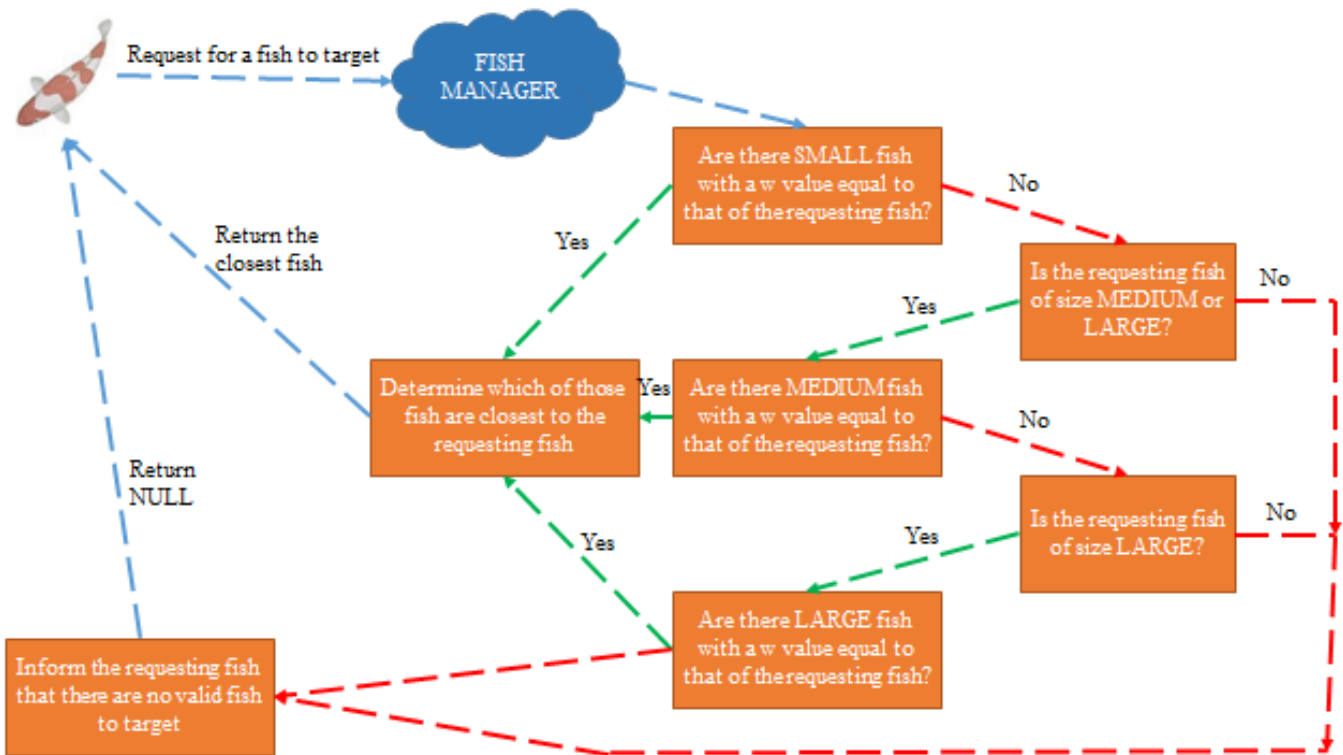 Request for a fish to target
FISH
MANAGER
Are there SMALL fish
with a w value equal to
that of the requesting fish?
No
Yes
Return the
closest fish
Is the requesting fish
of size MEDIUM or
LARGE?
No
Yes
Determine which of those
fish are closest to the
requesting fish
Yes
Are there MEDIUM fish
with a w value equal to
that of the requesting fish?
No
Return
NULL
Is the requesting fish
of size LARGE?
No
Yes
Yes
Are there LARGE fish
with a w value equal to
that of the requesting fish?
Inform the requesting fish
that there are no valid fish
to target